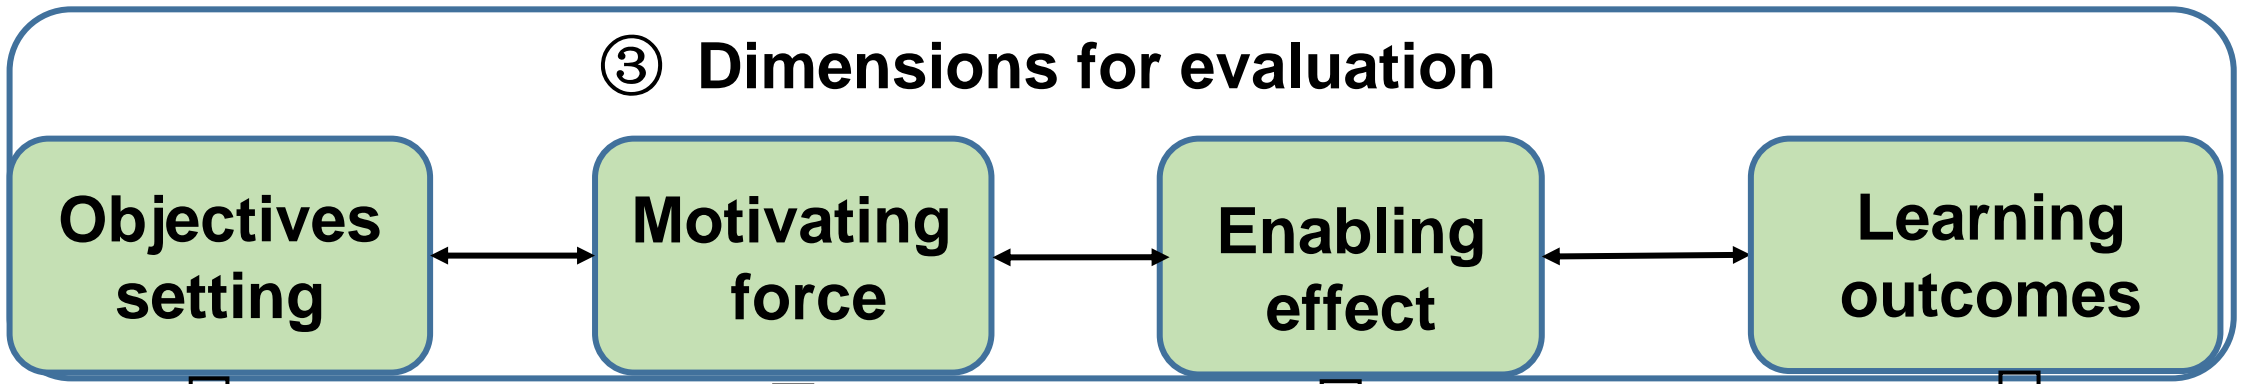 ③ Dimensions for evaluation
Objectives
setting
Motivating
force
Enabling
effect
Learning
outcomes